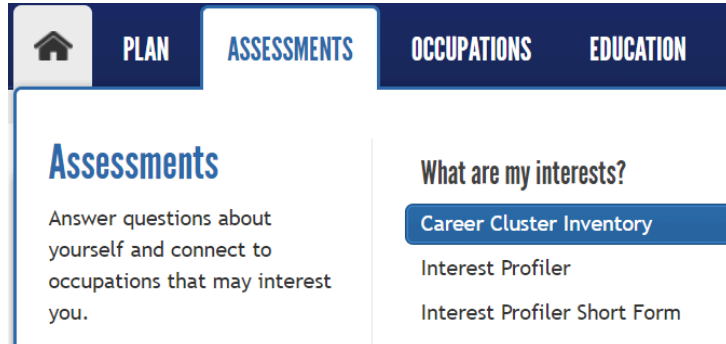 PLAN ASSESSMENTS OCCUPATIONS EDUCATION
Assessments
Answer questions about
yourself and connect to
occupations that may interest
you.
What are my interests?
Career Cluster Inventory
Interest Profiler
Interest Profiler Short Form